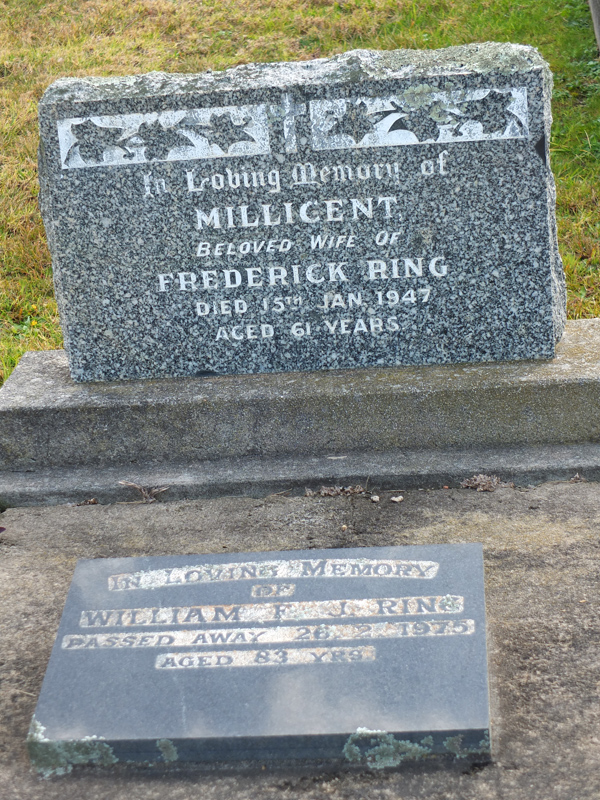 In Loving Memory of
MILLICENT
BELOVED WIFE OF
FREDERICK RING
DIED 15TH JAN. 1947
AGED 61 YEARS
IN LOVING MEMORY
OF
WILLIAM F. J. RING
PASSED AWAY 26. 2. 1975
AGED 83 YRS